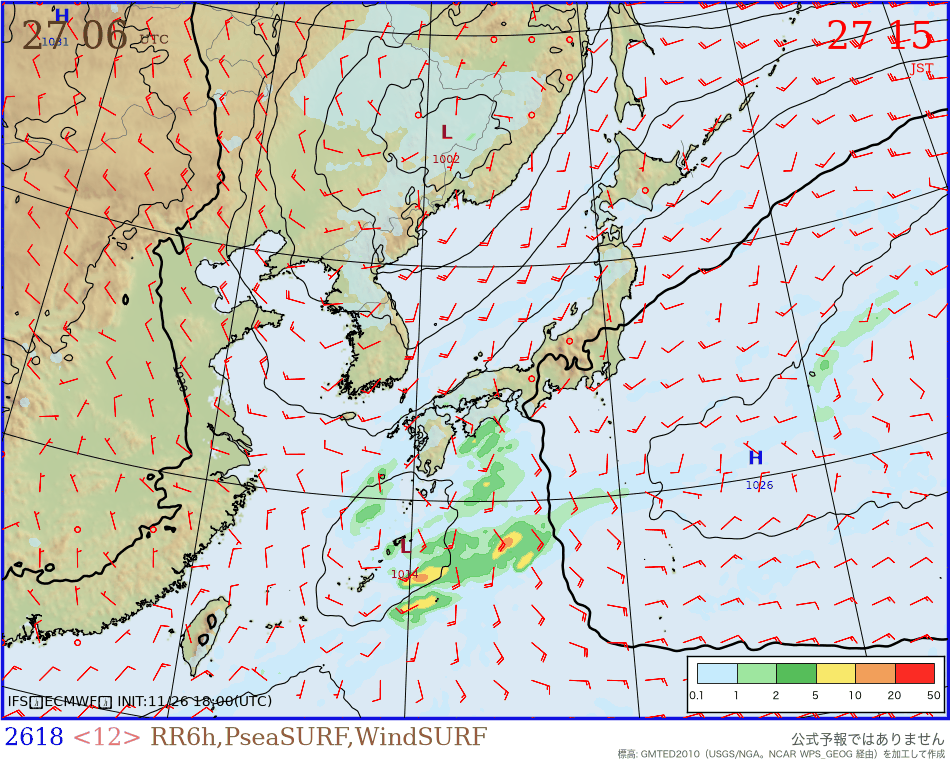 27 06 UTC
27 15
JST
H
1031
L
1002
1020
H
1026
L
1014
0.1 1 2 5 10 20 50
IFS ECMWF INIT:11/26 18:00(UTC)
2618 <12> RR6h,PseaSURF,WindSURF
公式予報ではありません
標高: GMTED2010（USGS/NGA。NCAR WPS_GEOG 経由）を加工して作成